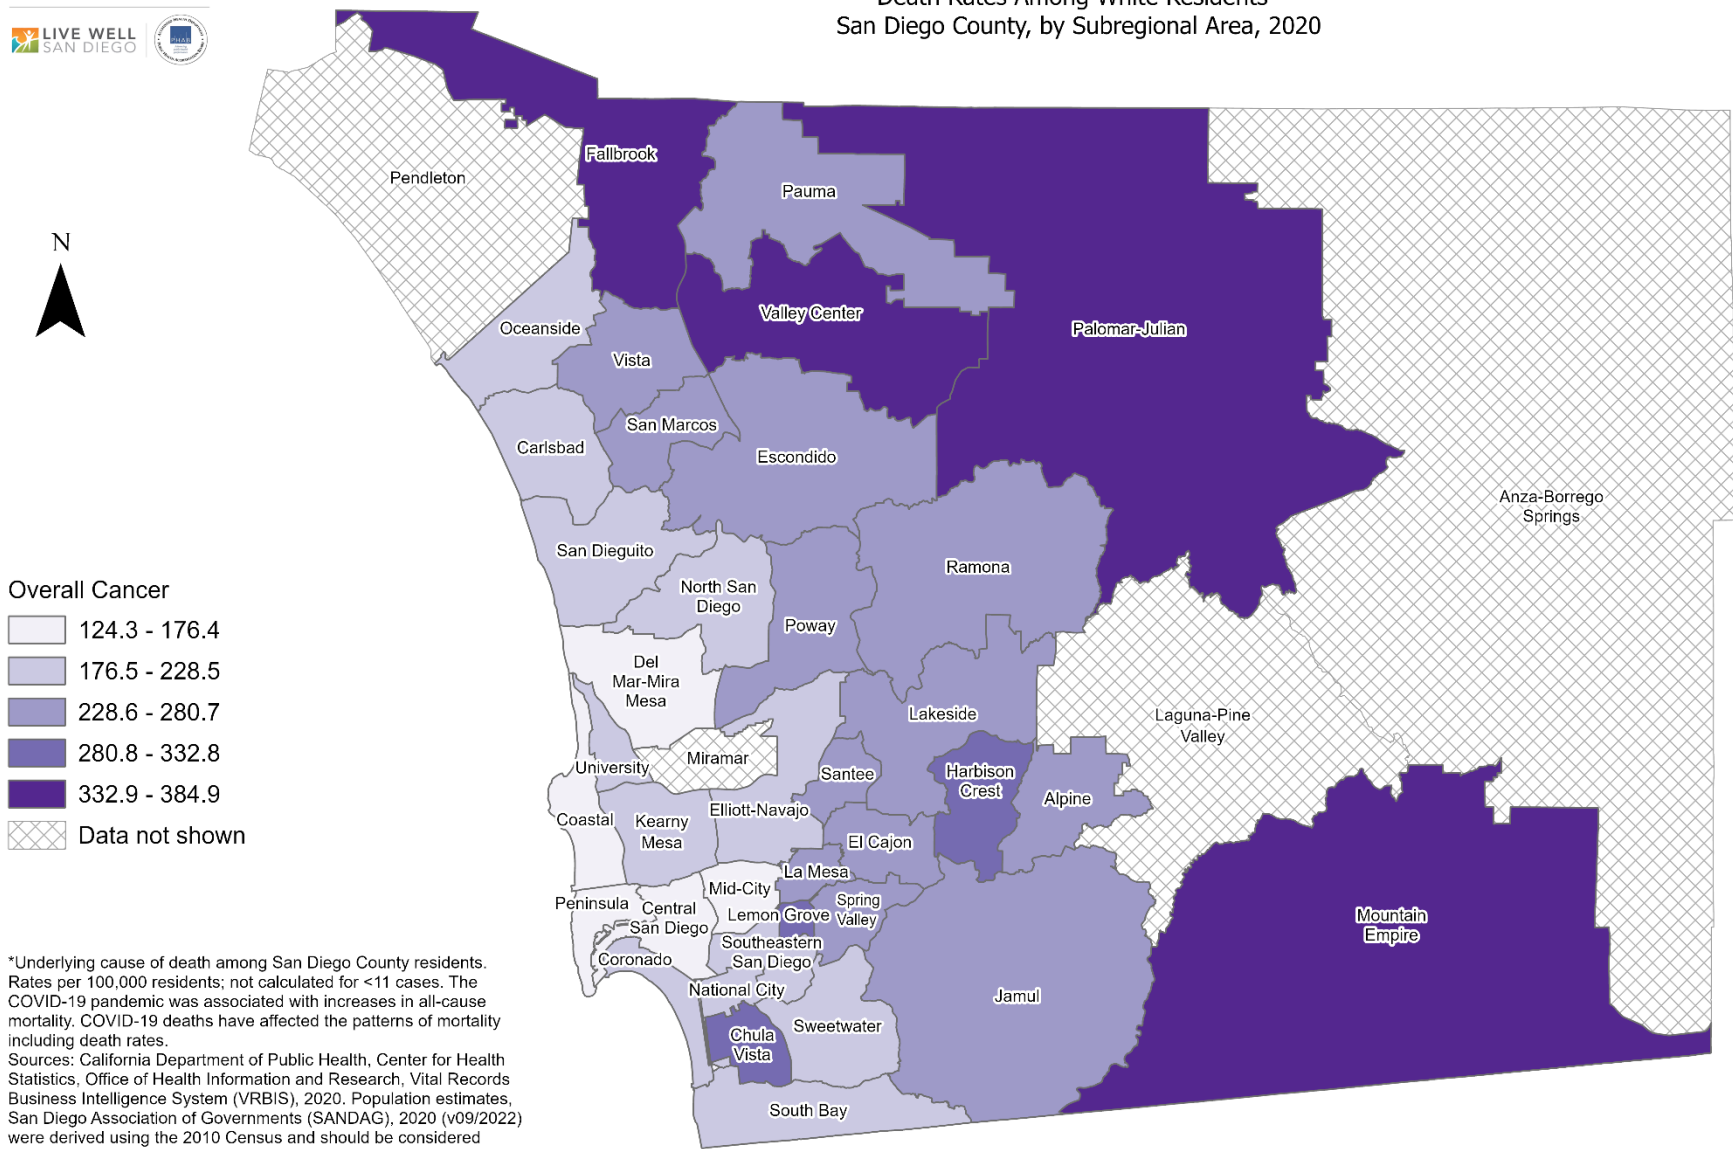 Death Rates Among White Residents
San Diego County, by Subregional Area, 2020
LIVE WELL
SAN DIEGO
PHAB
N
Pendleton
Fallbrook
Pauma
Valley Center
Palomar-Julian
Oceanside
Vista
San Marcos
Carlsbad
Escondido
Anza-Borrego
Springs
San Dieguito
North San
Diego
Ramona
Poway
Del
Mar-Mira
Mesa
Lakeside
Laguna-Pine
Valley
University
Miramar
Santee
Harbison
Crest
Alpine
Coastal
Kearny
Mesa
Elliott-Navajo
El Cajon
La Mesa
Mid-City
Peninsula
Central
San Diego
Lemon Grove
Spring
Valley
Mountain
Empire
Southeastern
San Diego
Coronado
National City
Jamul
Chula
Vista
Sweetwater
South Bay
Overall Cancer
124.3 - 176.4
176.5 - 228.5
228.6 - 280.7
280.8 - 332.8
332.9 - 384.9
Data not shown
*Underlying cause of death among San Diego County residents.
Rates per 100,000 residents; not calculated for <11 cases. The
COVID-19 pandemic was associated with increases in all-cause
mortality. COVID-19 deaths have affected the patterns of mortality
including death rates.
Sources: California Department of Public Health, Center for Health
Statistics, Office of Health Information and Research, Vital Records
Business Intelligence System (VRBIS), 2020. Population estimates,
San Diego Association of Governments (SANDAG), 2020 (v09/2022)
were derived using the 2010 Census and should be considered